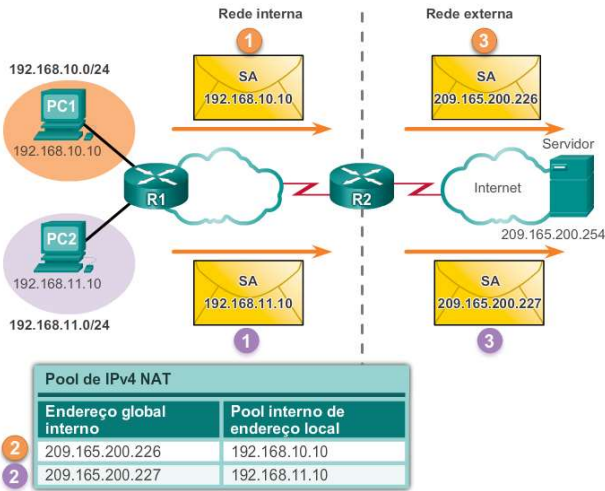 Rede interna
Rede externa
1
3
192.168.10.0/24
SA
192.168.10.10
SA
209.165.200.226
PC1
192.168.10.10
Servidor
R1
R2
Internet
PC2
209.165.200.254
192.168.11.10
SA
192.168.11.10
SA
209.165.200.227
192.168.11.0/24
1
3
Pool de IPv4 NAT
Endereço global interno
Pool interno de endereço local
2
209.165.200.226
192.168.10.10
2
209.165.200.227
192.168.11.10